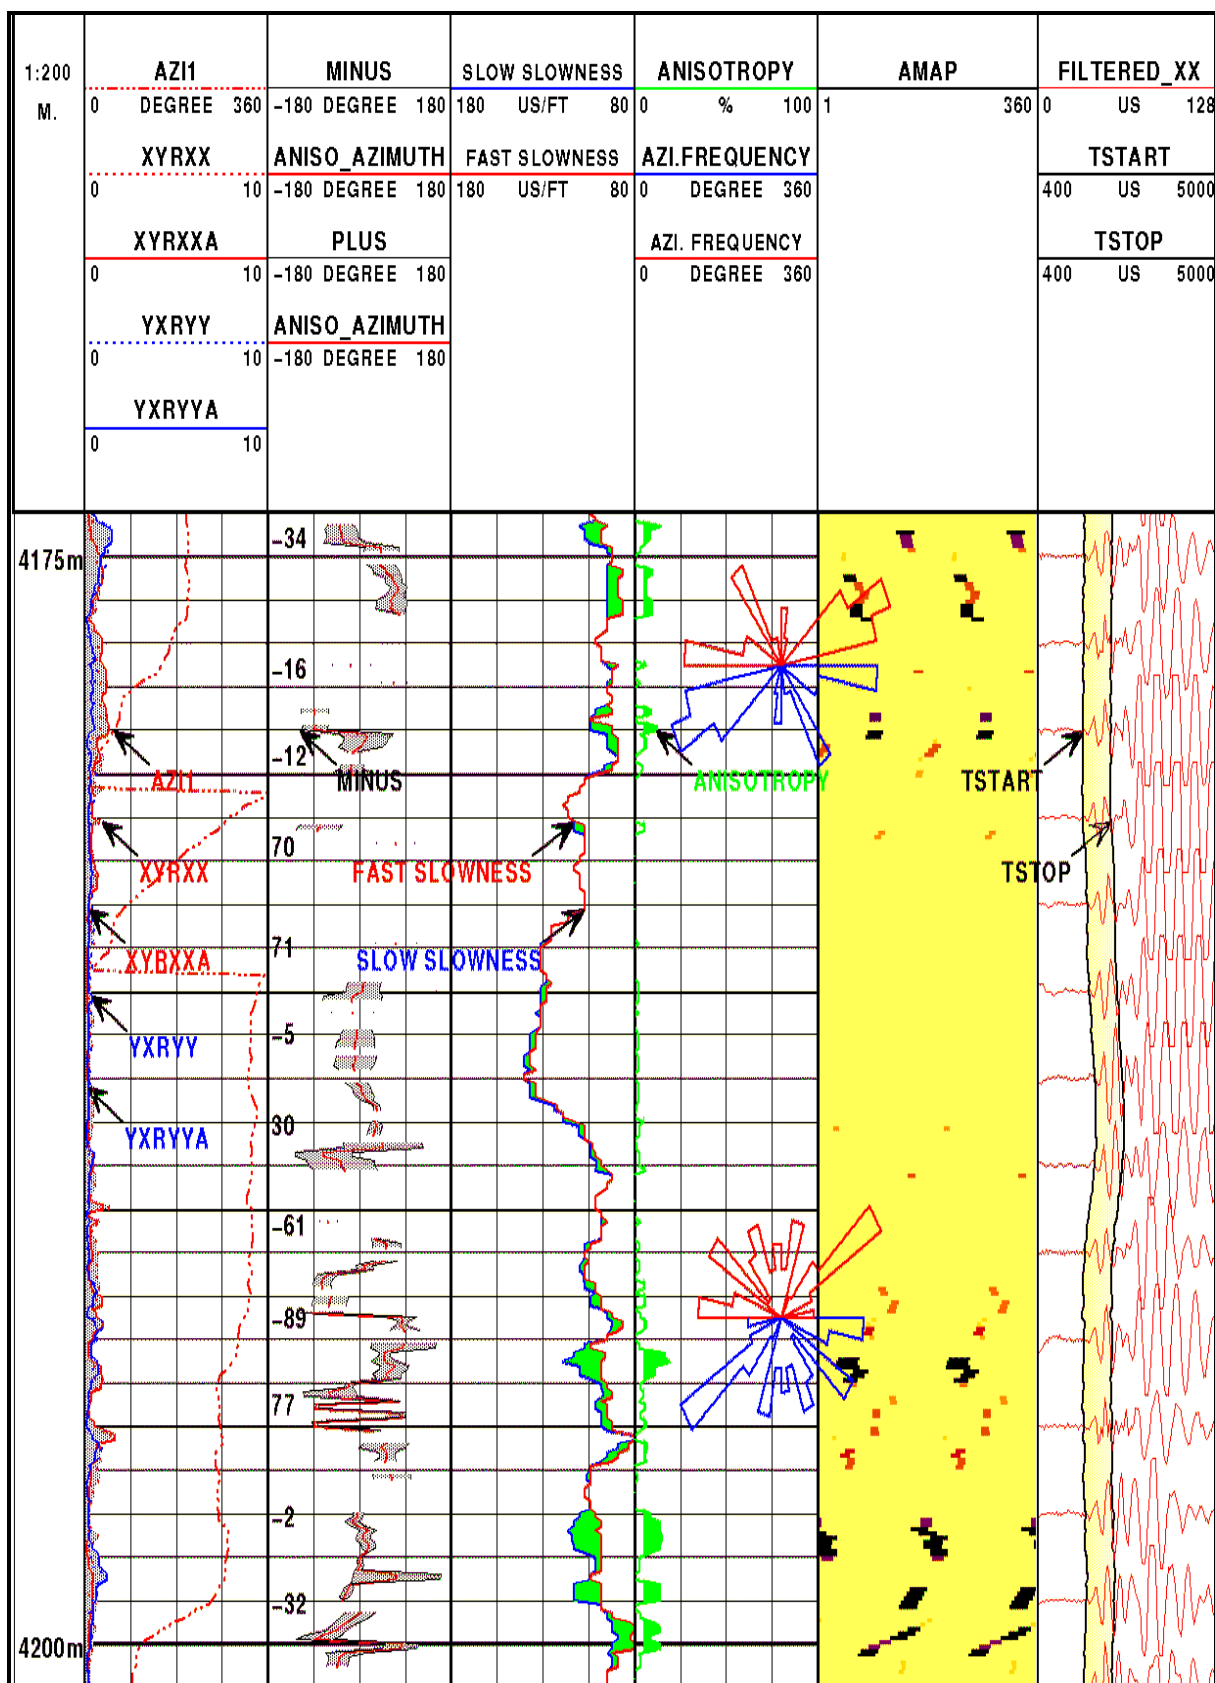 1:200 AZI1 MINUS SLOW SLOWNESS ANISOTROPY AMAP FILTERED_XX
M. 0 DEGREE 360 -180 DEGREE 180 180 US/FT 80 0 % 100 1 360 0 US 128
XYRXX ANISO_AZIMUTH FAST SLOWNESS AZI.FREQUENCY TSTART
0 10 -180 DEGREE 180 180 US/FT 80 0 DEGREE 360 400 US 5000
XYRXXA PLUS AZI. FREQUENCY TSTOP
0 10 -180 DEGREE 180 0 DEGREE 360 400 US 5000
YXRYY ANISO_AZIMUTH
0 10 -180 DEGREE 180
YXRYYA
0 10
-34
4175m
-16
-12
AZI1 MINUS ANISOTROPY TSTART
70
XYRXX FAST SLOWNESS TSTOP
71
XYRXXA SLOW SLOWNESS
-5
YXRYY
30
YXRYYA
-61
-89
77
-2
-32
4200m